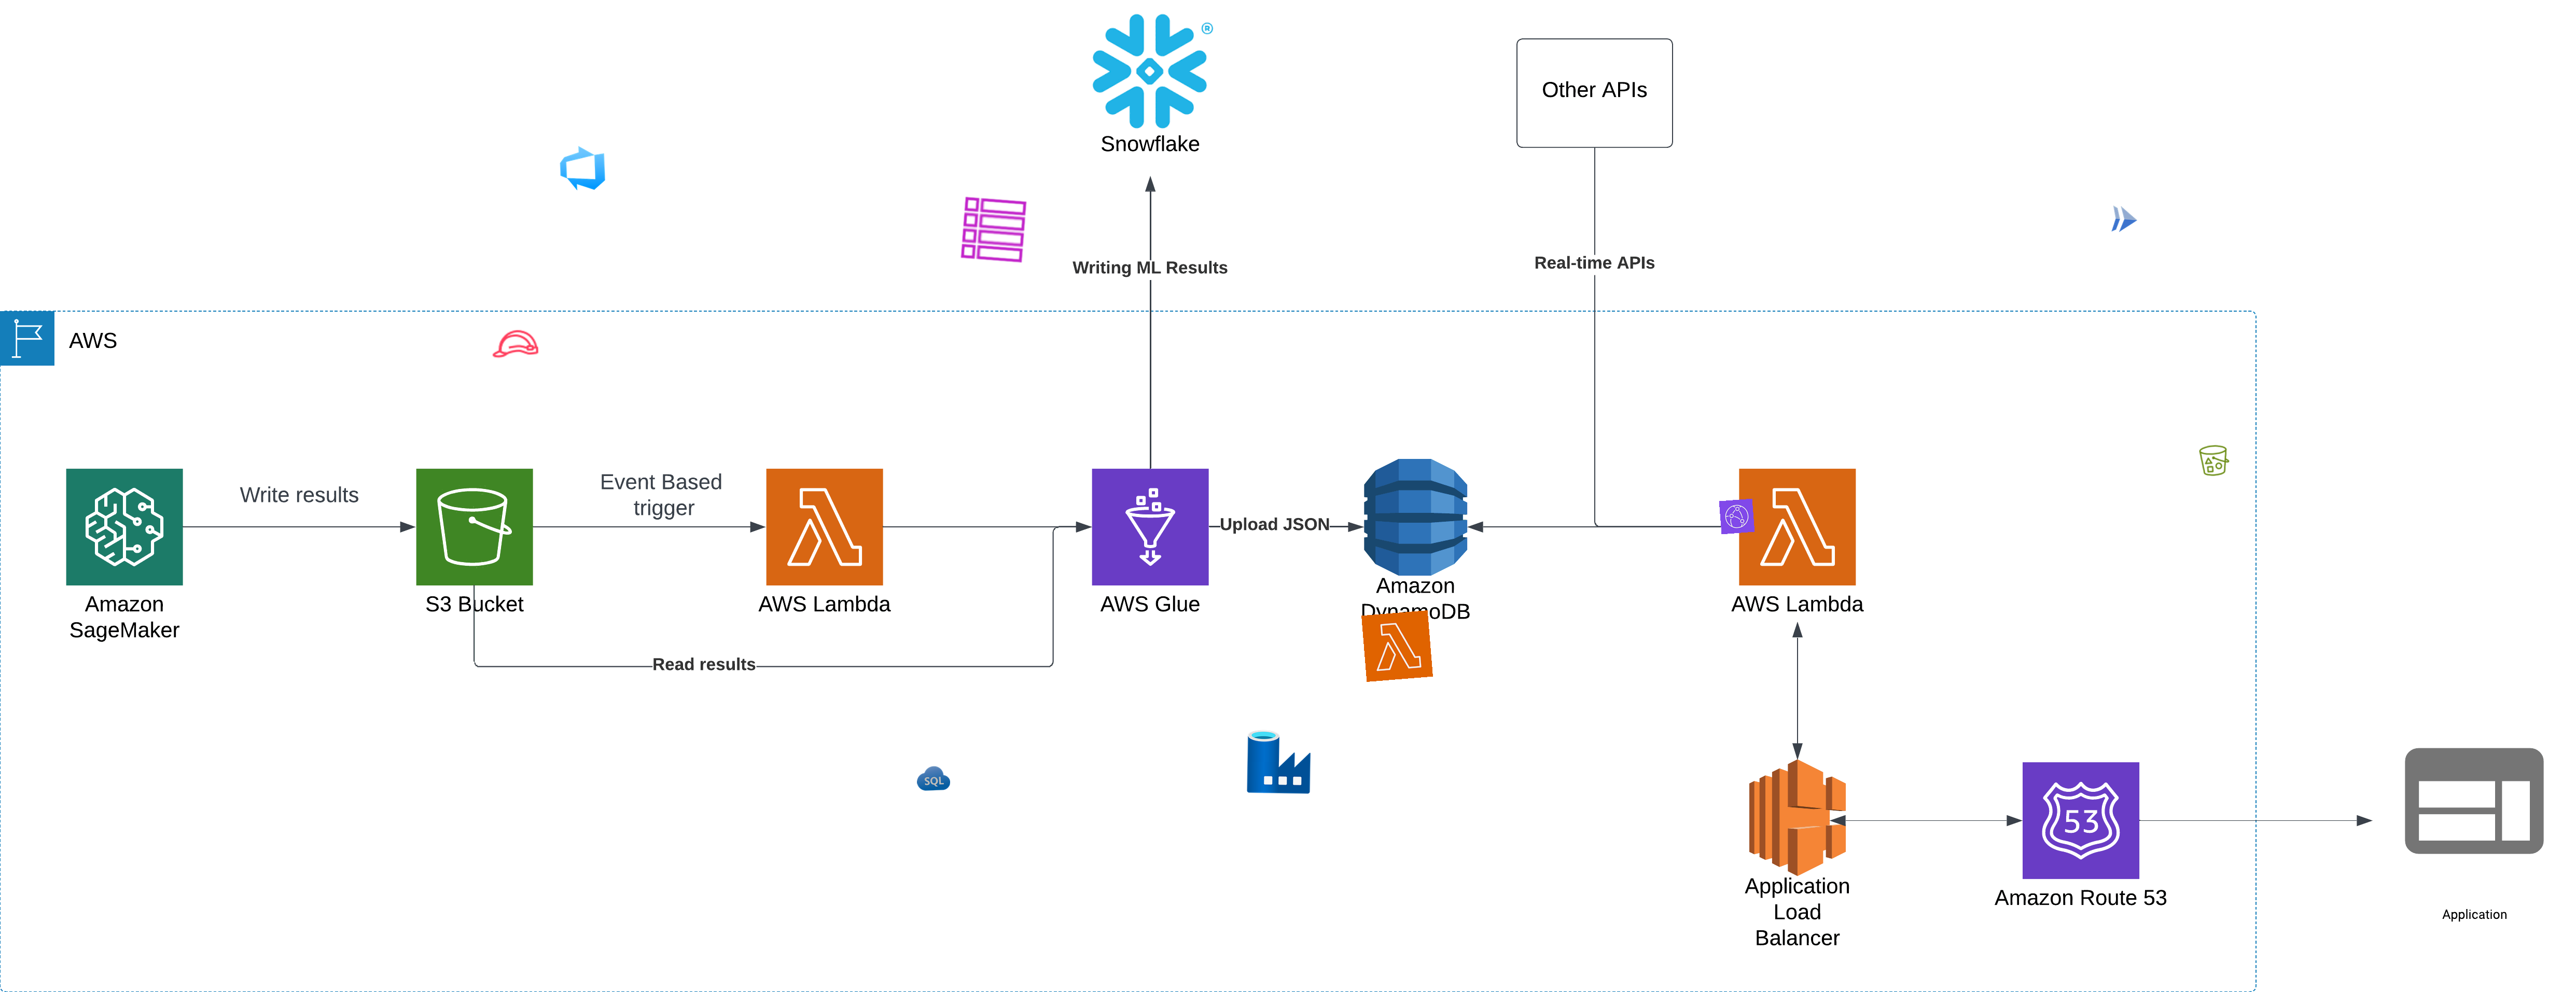 ®
Snowflake
Other APIs
Writing ML Results
Real-time APIs
AWS
Write results
Event Based
trigger
Upload JSON
Amazon
SageMaker
S3 Bucket
AWS Lambda
AWS Glue
Amazon
DynamoDB
AWS Lambda
Read results
SQL
53
Application
Load
Balancer
Amazon Route 53
Application